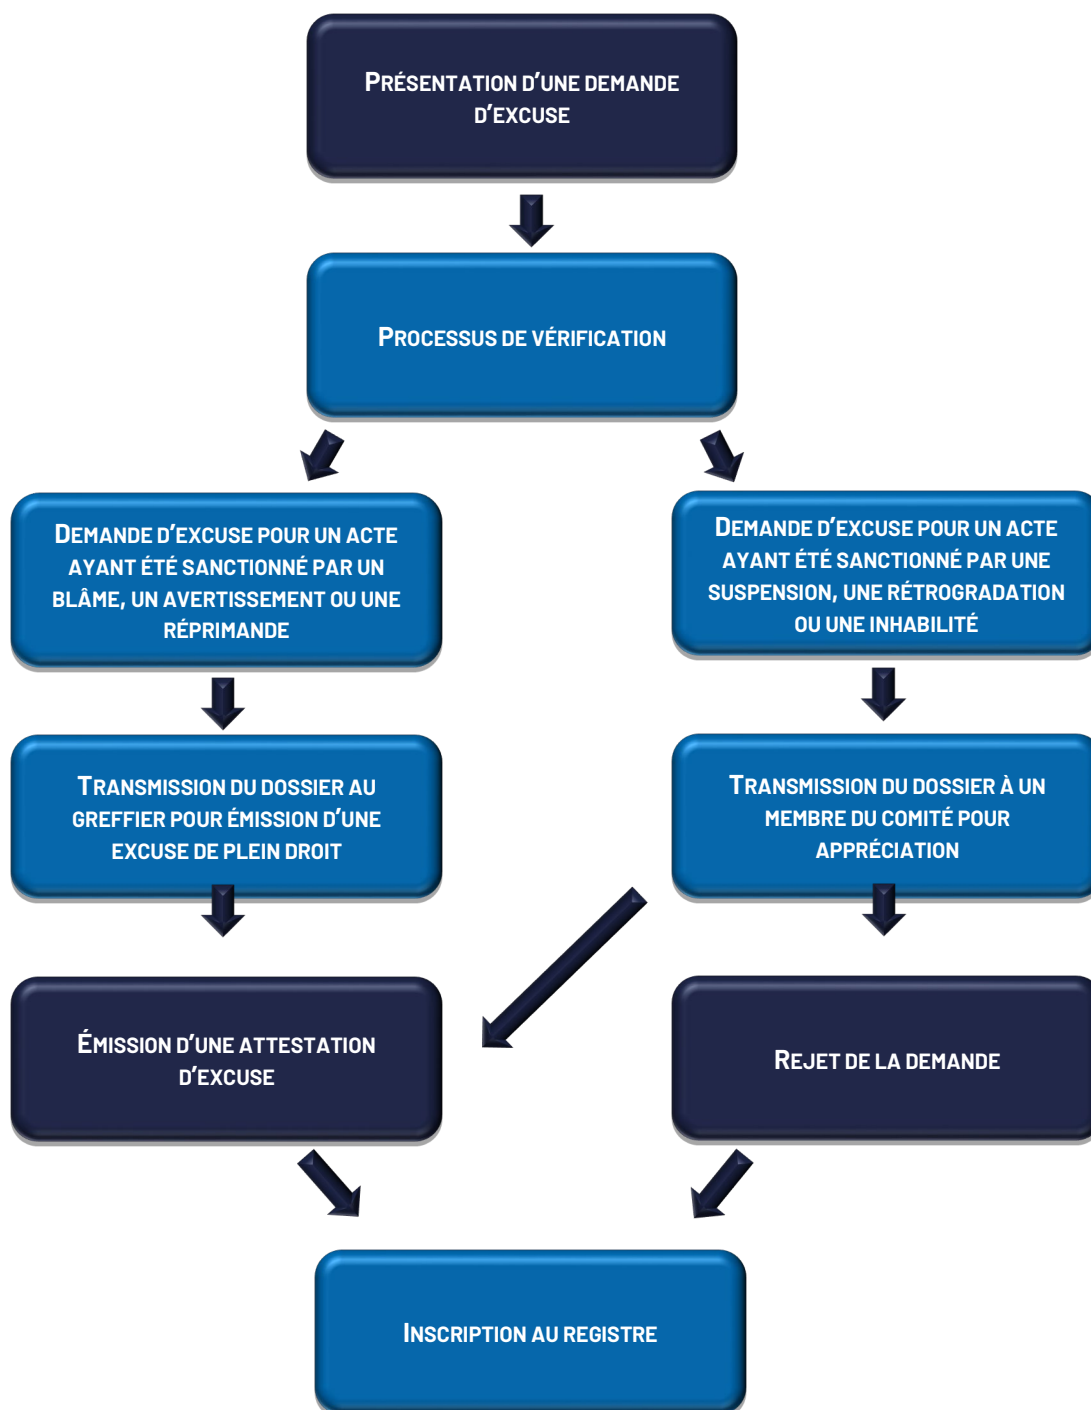 PRÉSENTATION D'UNE DEMANDE
D'EXCUSE
PROCESSUS DE VÉRIFICATION
DEMANDE D'EXCUSE POUR UN ACTE
AYANT ÉTÉ SANCTIONNÉ PAR UN
BLÂME, UN AVERTISSEMENT OU UNE
RÉPRIMANDE
DEMANDE D'EXCUSE POUR UN ACTE
AYANT ÉTÉ SANCTIONNÉ PAR UNE
SUSPENSION, UNE RÉTROGRADATION
OU UNE INHABILITÉ
TRANSMISSION DU DOSSIER AU
GREFFIER POUR ÉMISSION D'UNE
EXCUSE DE PLEIN DROIT
TRANSMISSION DU DOSSIER À UN
MEMBRE DU COMITÉ POUR
APPRÉCIATION
ÉMISSION D'UNE ATTESTATION
D'EXCUSE
REJET DE LA DEMANDE
INSCRIPTION AU REGISTRE